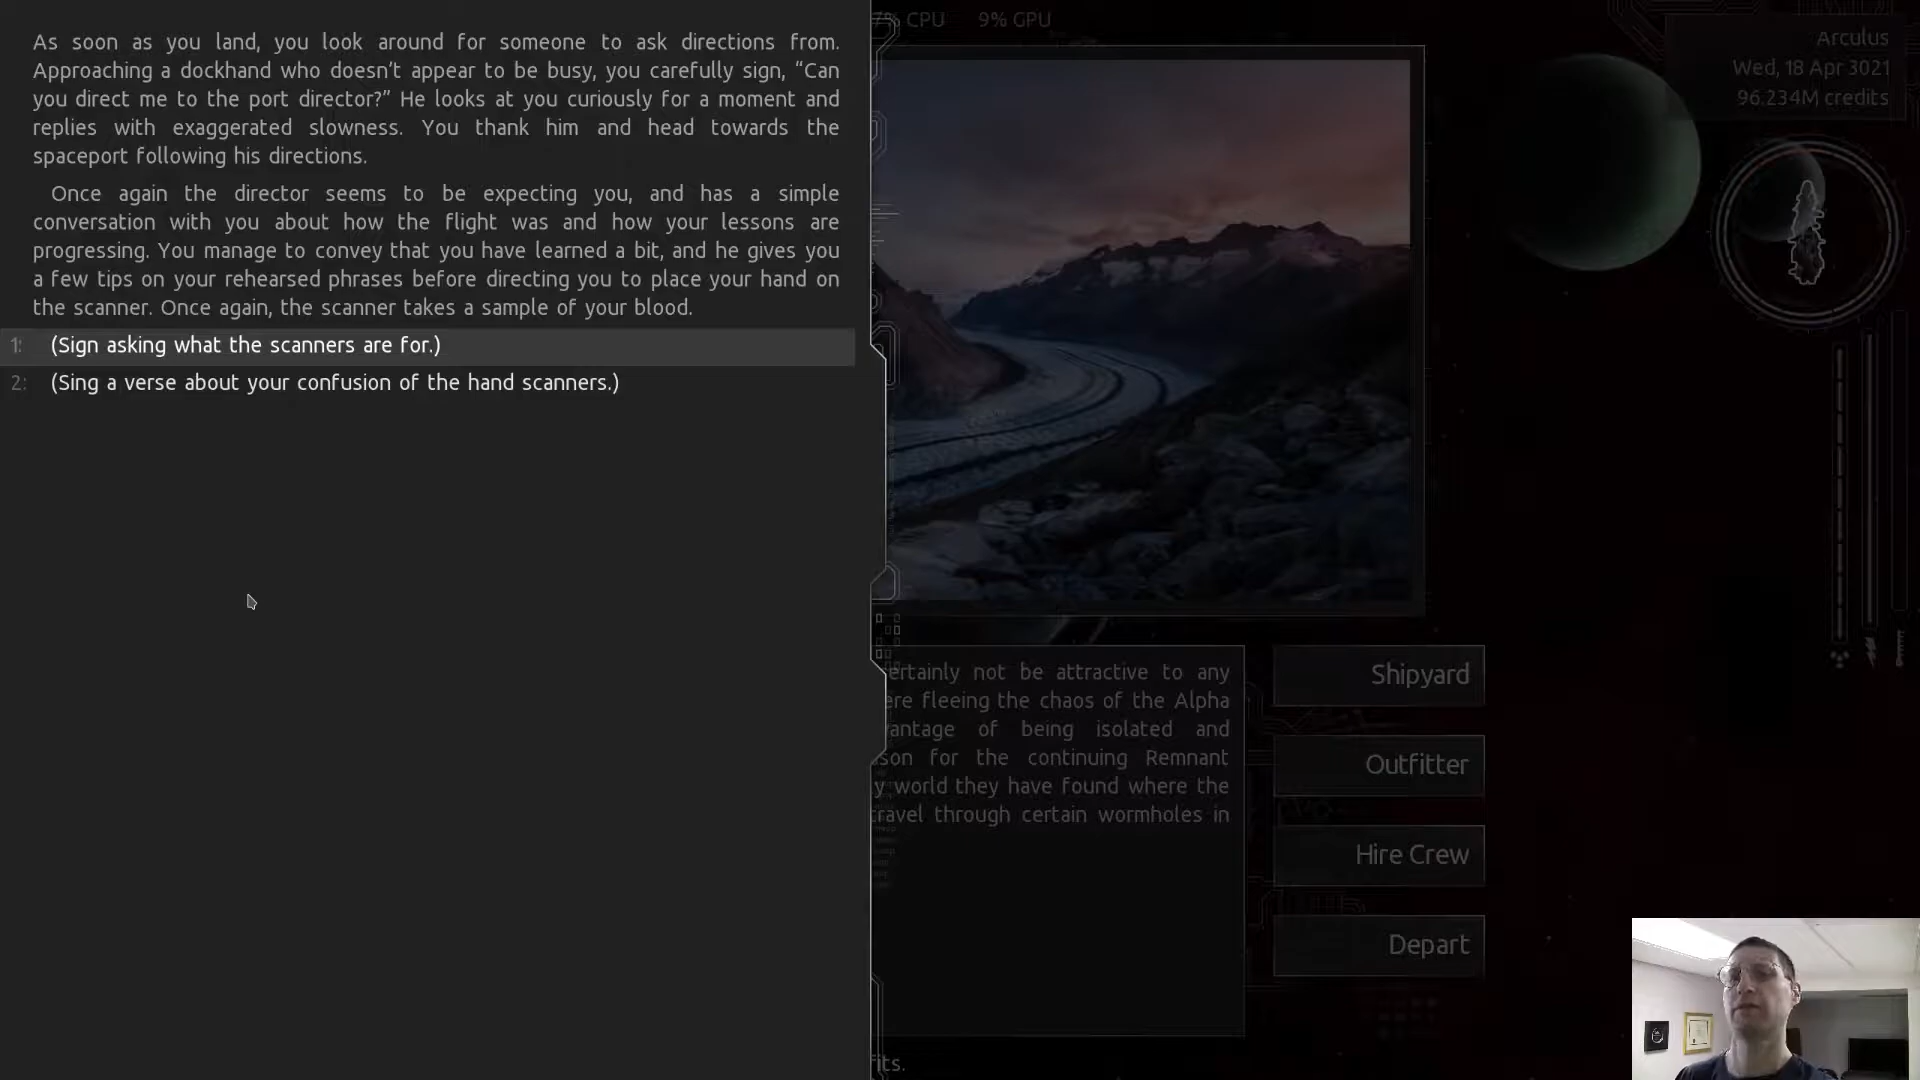 As soon as you land, you look around for someone to ask directions from.
Approaching a dockhand who doesn’t appear to be busy, you carefully sign, “Can
you direct me to the port director?” He looks at you curiously for a moment and
replies with exaggerated slowness. You thank him and head towards the
spaceport following his directions.
Once again the director seems to be expecting you, and has a simple
conversation with you about how the flight was and how your lessons are
progressing. You manage to convey that you have learned a bit, and he gives you
a few tips on your rehearsed phrases before directing you to place your hand on
the scanner. Once again, the scanner takes a sample of your blood.
1: (Sign asking what the scanners are for.)
2: (Sing a verse about your confusion of the hand scanners.)
7% CPU 9% GPU
Arculus
Wed, 18 Apr 3021
96.234M credits
ertainly not be attractive to any
ere fleeing the chaos of the Alpha
antage of being isolated and
son for the continuing Remnant
y world they have found where the
travel through certain wormholes in
Shipyard
Outfitter
Hire Crew
Depart
fits.